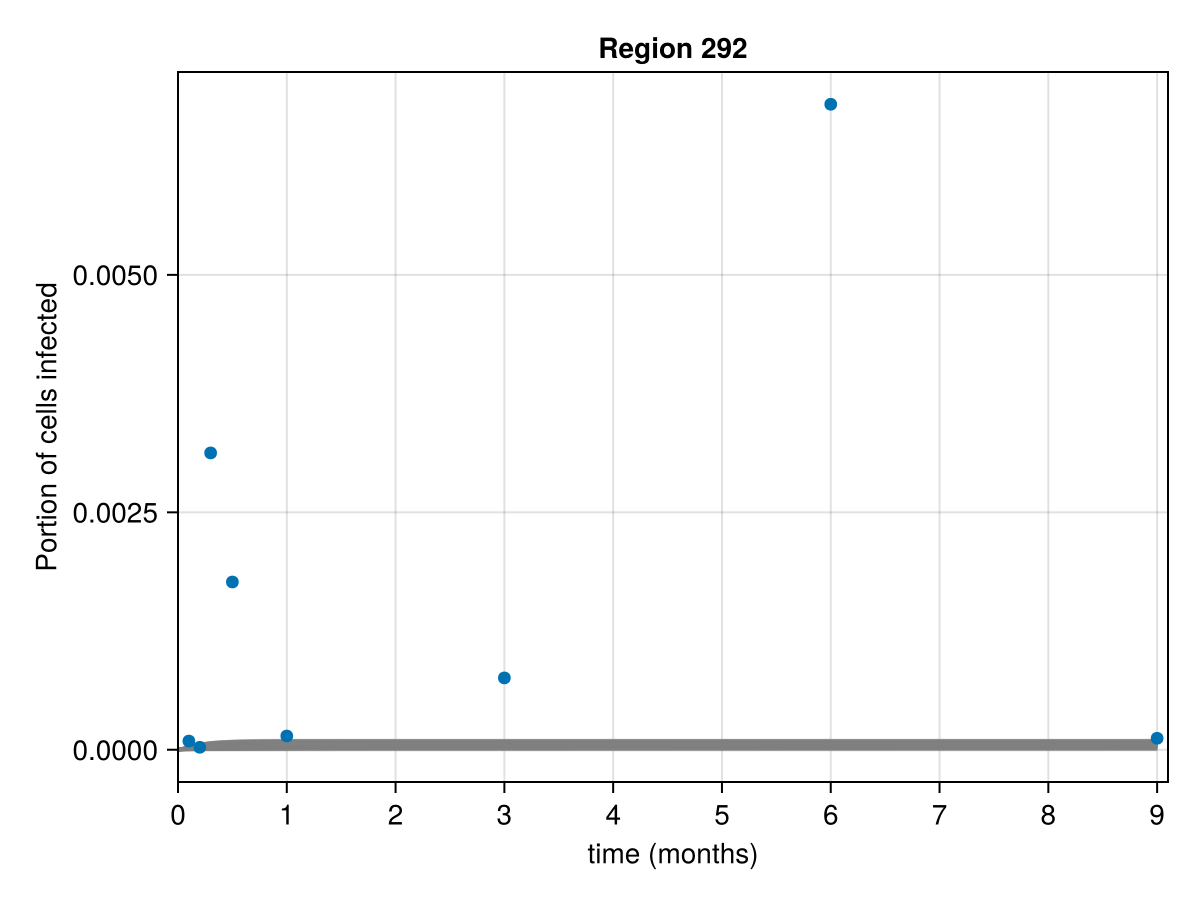 Region 292
Portion of cells infected
0.0050
0.0025
0.0000
0 1 2 3 4 5 6 7 8 9
time (months)